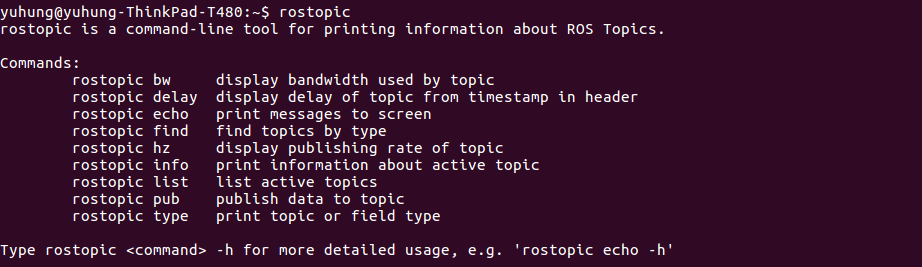 yuhung@yuhung-ThinkPad-T480:~$ rostopic
rostopic is a command-line tool for printing information about ROS Topics.

Commands:
        rostopic bw     display bandwidth used by topic
        rostopic delay  display delay of topic from timestamp in header
        rostopic echo   print messages to screen
        rostopic find   find topics by type
        rostopic hz     display publishing rate of topic
        rostopic info   print information about active topic
        rostopic list   list active topics
        rostopic pub    publish data to topic
        rostopic type   print topic or field type

Type rostopic <command> -h for more detailed usage, e.g. 'rostopic echo -h'